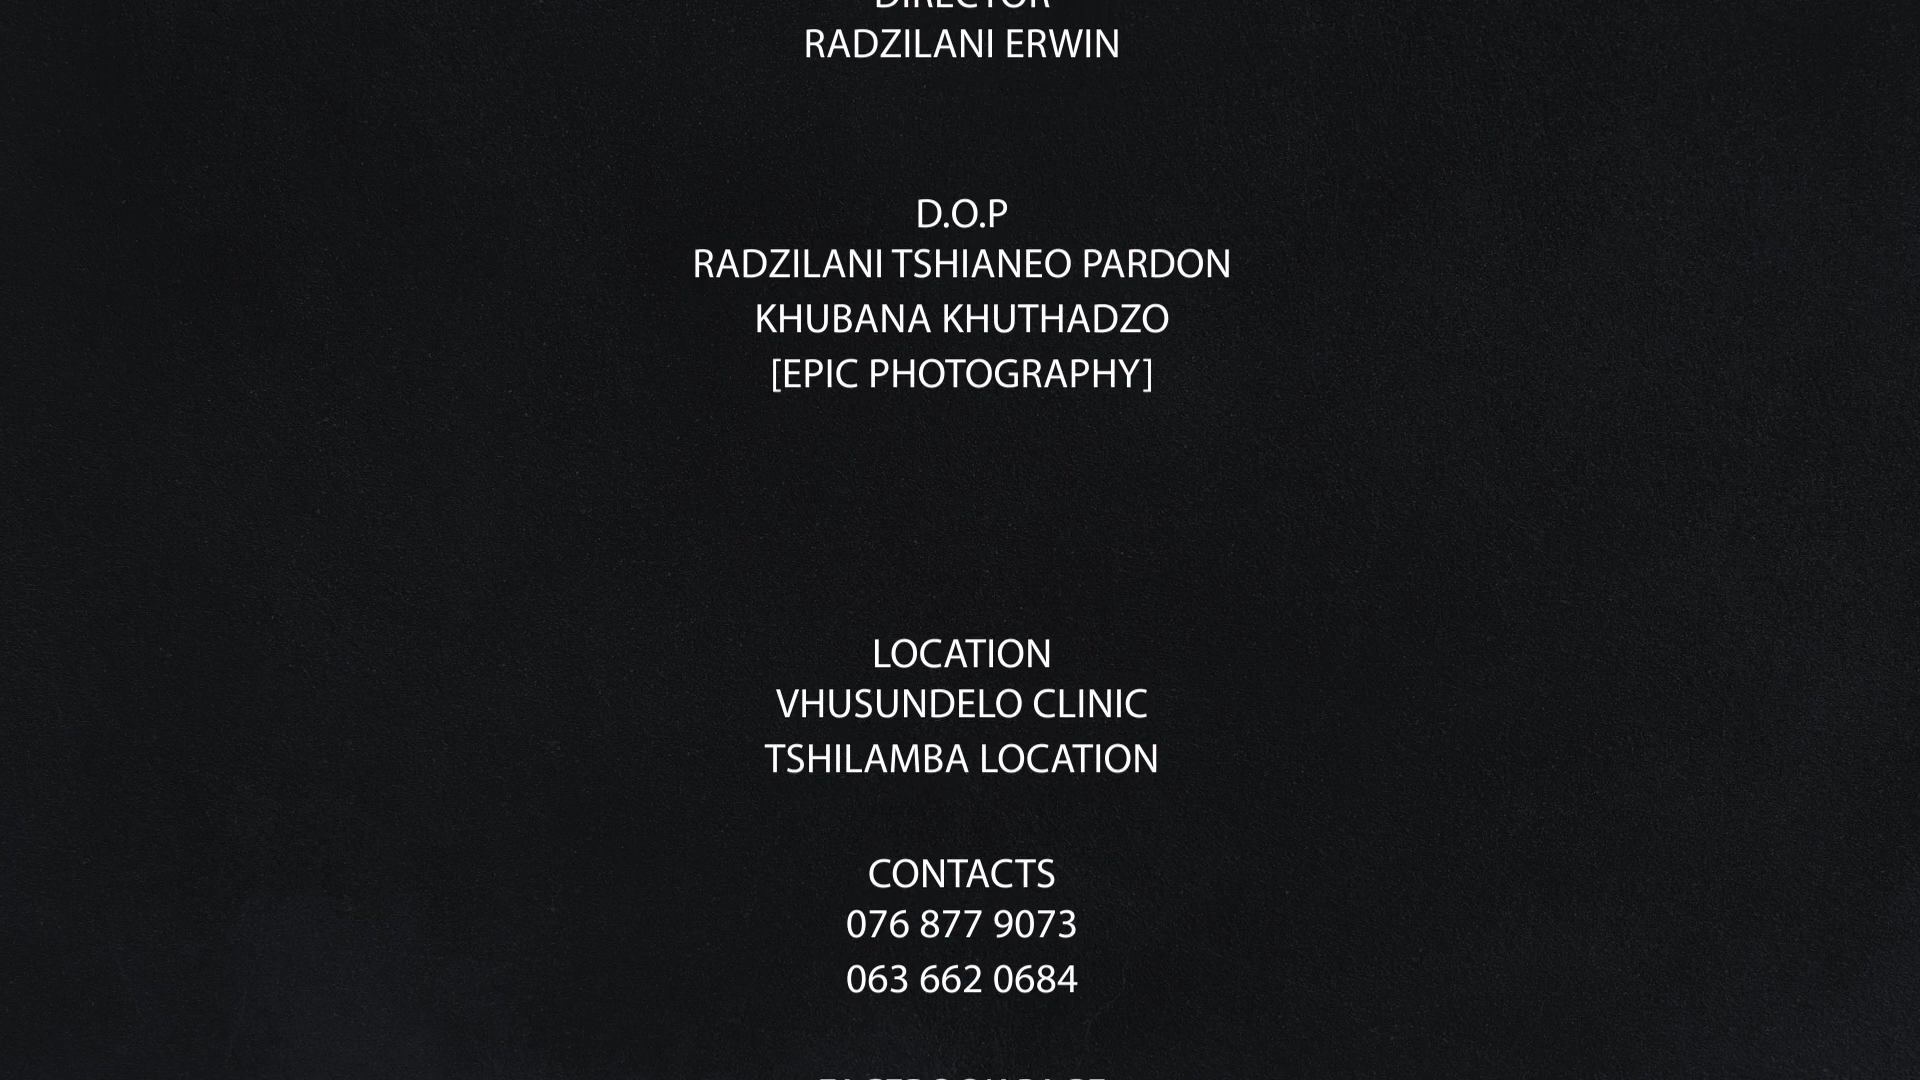 DIRECTOR
RADZILANI ERWIN
D.O.P
RADZILANI TSHIANEO PARDON
KHUBANA KHUTHADZO
[EPIC PHOTOGRAPHY]
LOCATION
VHUSUNDELO CLINIC
TSHILAMBA LOCATION
CONTACTS
076 877 9073
063 662 0684